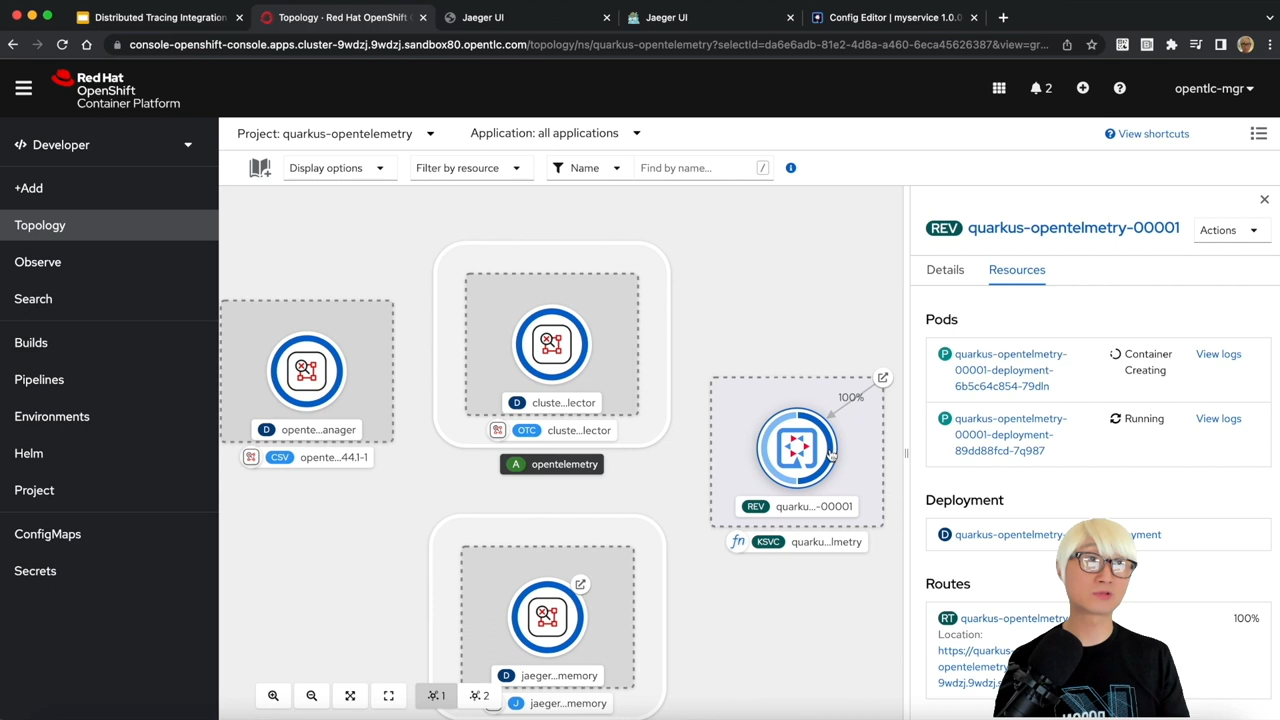 Distributed Tracing Integration
Topology · Red Hat OpenShift C
Jaeger UI
Jaeger UI
Config Editor | myservice 1.0.0
console-openshift-console.apps.cluster-9wdzj.9wdzj.sandbox80.opentlc.com/topology/ns/quarkus-opentelemetry?selectId=da6e6adb-81e2-4d8a-a460-6eca45626387&view=gr...
Red Hat
OpenShift
Container Platform
2
opentlc-mgr
Developer
+Add
Topology
Observe
Search
Builds
Pipelines
Environments
Helm
Project
ConfigMaps
Secrets
Project: quarkus-opentelemetry
Application: all applications
View shortcuts
Display options
Filter by resource
Name
Find by name...
/
D opente...anager
CSV opente...44.1-1
D cluste...lector
OTC cluste...lector
A opentelemetry
100%
REV quarku...-00001
fn KSVC quarku...lmetry
D jaeger...memory
J jaeger...memory
1
2
REV quarkus-opentelmetry-00001
Actions
Details
Resources
Pods
P quarkus-opentelmetry-
00001-deployment-
6b5c64c854-79dln
Container
Creating
View logs
P quarkus-opentelmetry-
00001-deployment-
89dd88fcd-7q987
Running
View logs
Deployment
D quarkus-opentelmetry-
Routes
RT quarkus-opentelmetry
100%
Location:
https://quarkus-
opentelemetry
9wdzj.9wdzj.s